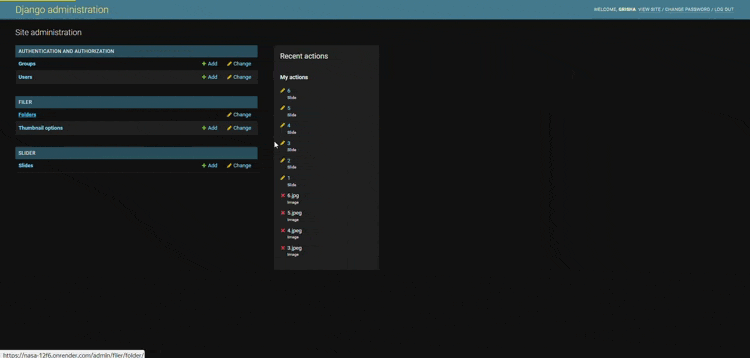 Django administration
WELCOME, GRISHA. VIEW SITE / CHANGE PASSWORD / LOG OUT
Site administration
AUTHENTICATION AND AUTHORIZATION
Groups + Add Change
Users + Add Change
FILER
Folders Change
Thumbnail options + Add Change
SLIDER
Slides + Add Change
Recent actions
My actions
6
Slide
5
Slide
4
Slide
3
Slide
2
Slide
1
Slide
6.jpg
Image
5.jpeg
Image
4.jpeg
Image
3.jpeg
Image
https://nasa-12f6.onrender.com/admin/filer/folder/